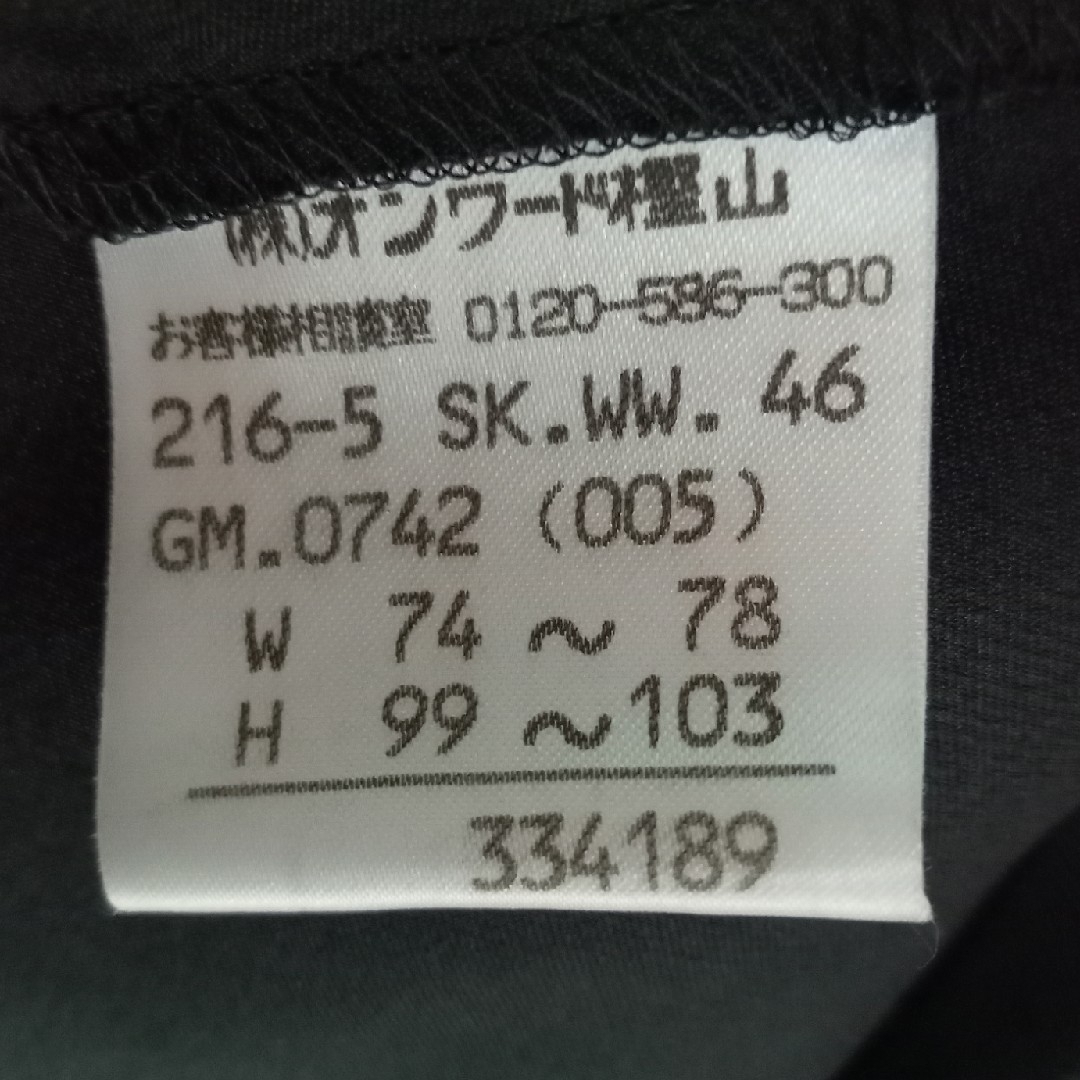 (株)オンワード樫山
お客様相談室 0120-586-300
216-5 SK.WW. 46
GM.0742 (005)
W 74 ~ 78
H 99 ~ 103
334189